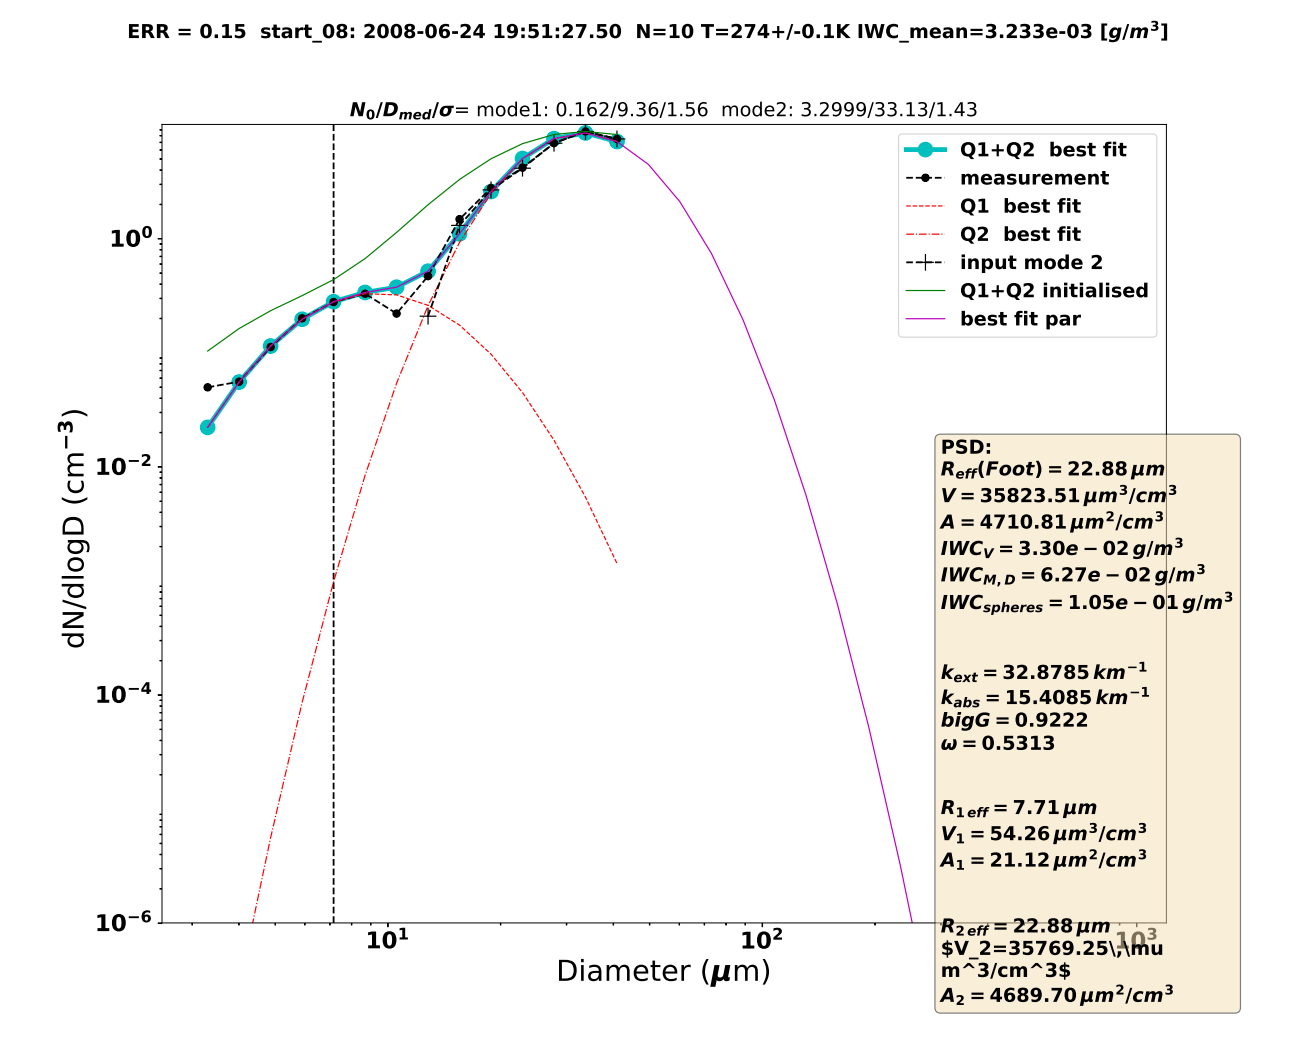 ERR = 0.15  start_08: 2008-06-24 19:51:27.50  N=10 T=274+/-0.1K IWC_mean=3.233e-03 [g/m³]
N₀/D_med/σ= mode1: 0.162/9.36/1.56  mode2: 3.2999/33.13/1.43
Q1+Q2  best fit
measurement
Q1  best fit
Q2  best fit
input mode 2
Q1+Q2 initialised
best fit par
10⁰
10⁻²
10⁻⁴
10⁻⁶
dN/dlogD (cm⁻³)
10¹
10²
10³
Diameter (μm)
PSD:
R_eff(Foot) = 22.88 μm
V = 35823.51 μm³/cm³
A = 4710.81 μm²/cm³
IWC_V = 3.30e − 02 g/m³
IWC_M,D = 6.27e − 02 g/m³
IWC_spheres = 1.05e − 01 g/m³
k_ext = 32.8785 km⁻¹
k_abs = 15.4085 km⁻¹
bigG = 0.9222
ω = 0.5313
R₁ eff = 7.71 μm
V₁ = 54.26 μm³/cm³
A₁ = 21.12 μm²/cm³
R₂ eff = 22.88 μm
$V_2=35769.25\,\mu
m^3/cm^3$
A₂ = 4689.70 μm²/cm³